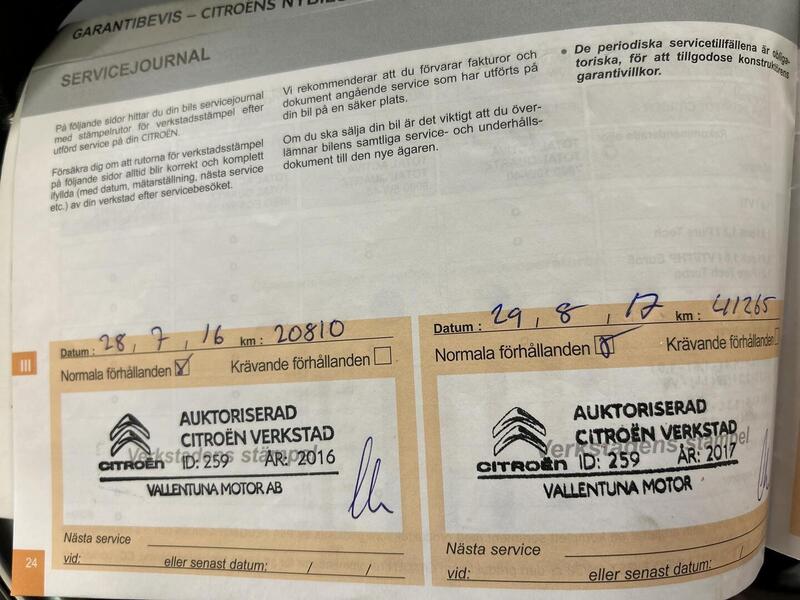 GARANTIBEVIS – CITROËNS
SERVICEJOURNAL
På följande sidor hittar du din bils servicejournal
med stämpelrutor för verkstadsstämpel efter
utförd service på din CITROËN.
Försäkra dig om att rutorna för verkstadsstämpel
på följande sidor alltid blir korrekt och komplett
ifyllda (med datum, mätarställning, nästa service
etc.) av din verkstad efter servicebesöket.
Vi rekommenderar att du förvarar fakturor och
dokument angående service som har utförts på
din bil på en säker plats.
Om du ska sälja din bil är det viktigt att du över-
lämnar bilens samtliga service- och underhålls-
dokument till den nye ägaren.
• De periodiska servicetillfällena är obliga-
toriska, för att tillgodose konstruktörens
garantivillkor.
III
Datum : 28, 7, 16 km : 20810
Normala förhållanden Krävande förhållanden
AUKTORISERAD
CITROËN VERKSTAD
Verkstadens stämpel
CITROËN ID: 259 ÅR: 2016
VALLENTUNA MOTOR AB
Nästa service
vid: eller senast datum: / /
Datum : 29, 8, 17 km : 41265
Normala förhållanden Krävande förhållanden
AUKTORISERAD
CITROËN VERKSTAD
Verkstadens stämpel
CITROËN ID: 259 ÅR: 2017
VALLENTUNA MOTOR
Nästa service
vid: eller senast datum: /
24